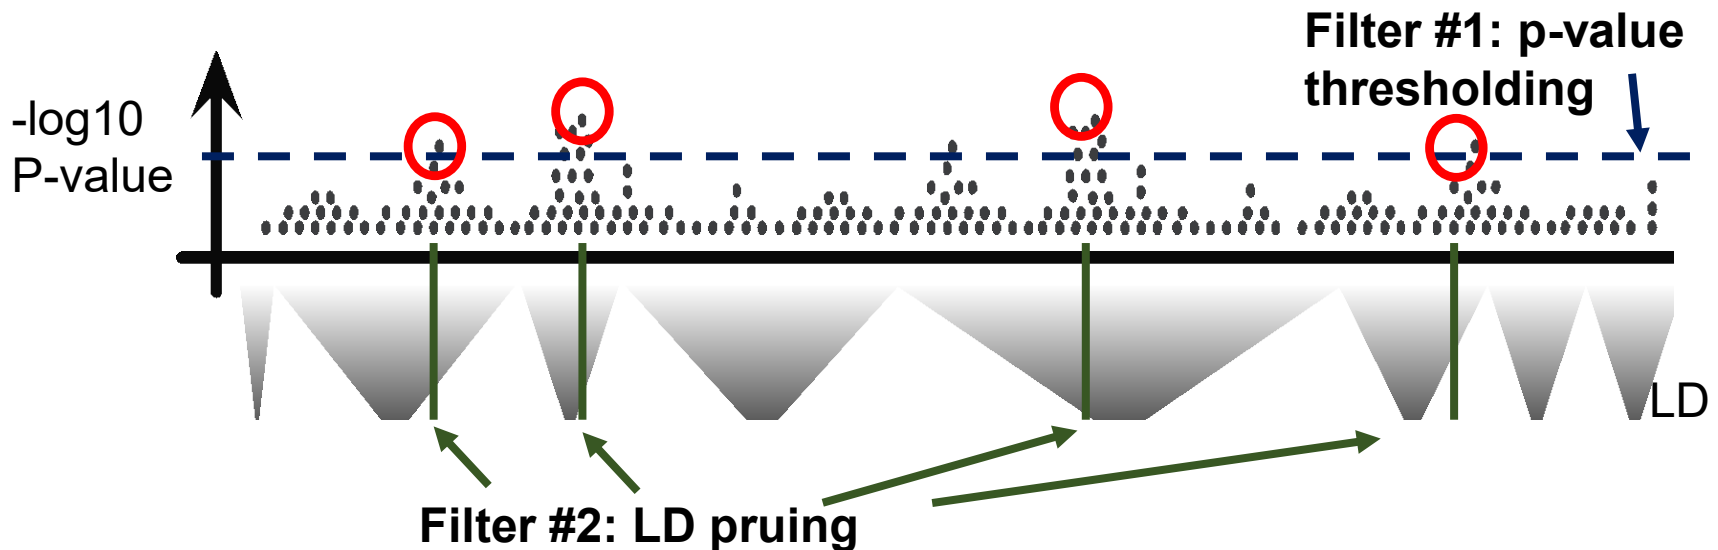 Filter #1: p-value
thresholding
-log10
P-value
LD
Filter #2: LD pruing